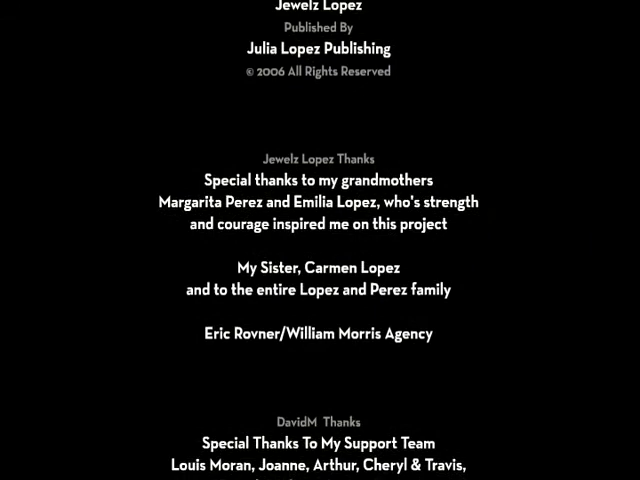 Jewelz Lopez
Published By
Julia Lopez Publishing
© 2006 All Rights Reserved
Jewelz Lopez Thanks
Special thanks to my grandmothers
Margarita Perez and Emilia Lopez, who's strength
and courage inspired me on this project
My Sister, Carmen Lopez
and to the entire Lopez and Perez family
Eric Rovner/William Morris Agency
DavidM Thanks
Special Thanks To My Support Team
Louis Moran, Joanne, Arthur, Cheryl & Travis,